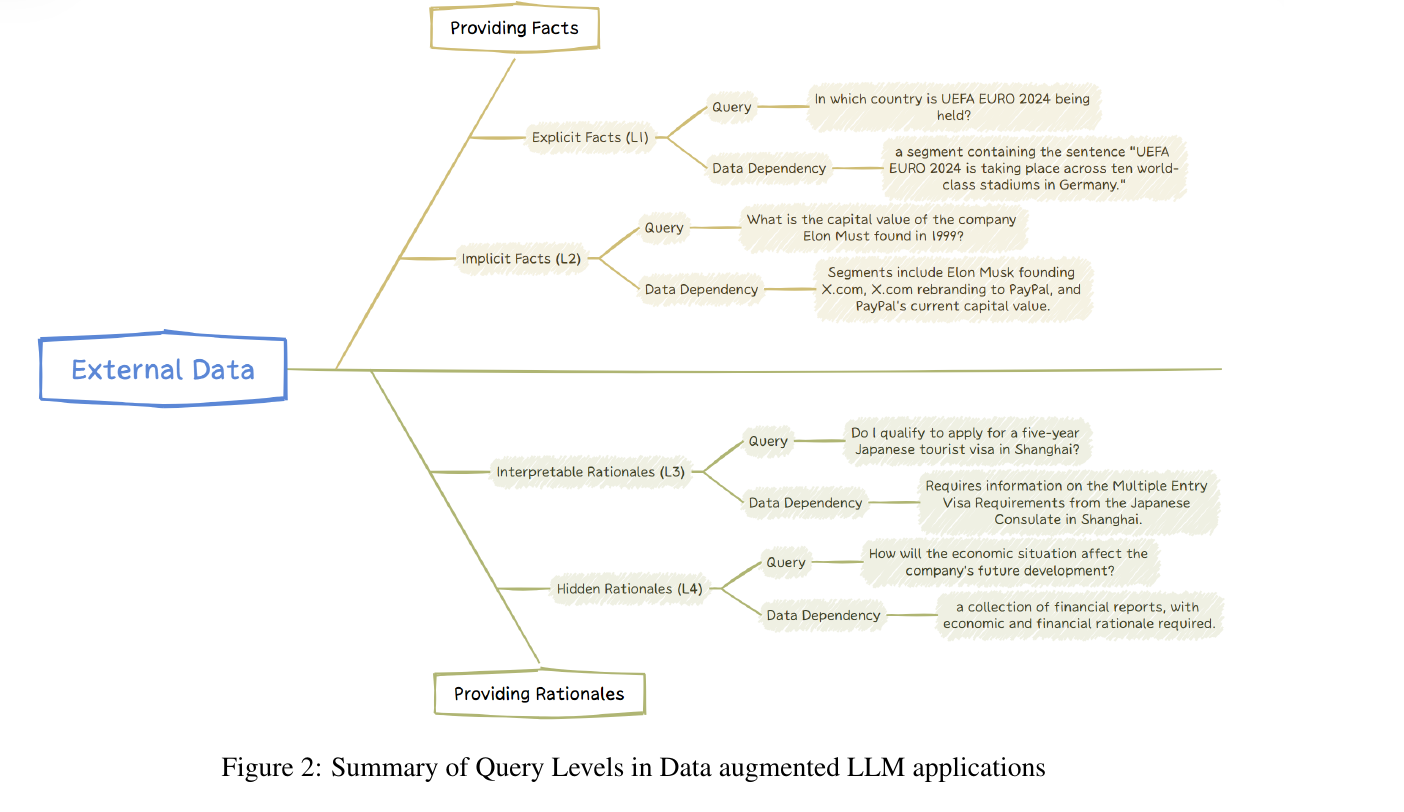 Providing Facts
Explicit Facts (L1)
Query
In which country is UEFA EURO 2024 being
held?
Data Dependency
a segment containing the sentence "UEFA
EURO 2024 is taking place across ten world-
class stadiums in Germany."
Implicit Facts (L2)
Query
What is the capital value of the company
Elon Must found in 1999?
Data Dependency
Segments include Elon Musk founding
X.com, X.com rebranding to PayPal, and
PayPal's current capital value.
External Data
Interpretable Rationales (L3)
Query
Do I qualify to apply for a five-year
Japanese tourist visa in Shanghai?
Data Dependency
Requires information on the Multiple Entry
Visa Requirements from the Japanese
Consulate in Shanghai.
Hidden Rationales (L4)
Query
How will the economic situation affect the
company's future development?
Data Dependency
a collection of financial reports, with
economic and financial rationale required.
Providing Rationales
Figure 2: Summary of Query Levels in Data augmented LLM applications